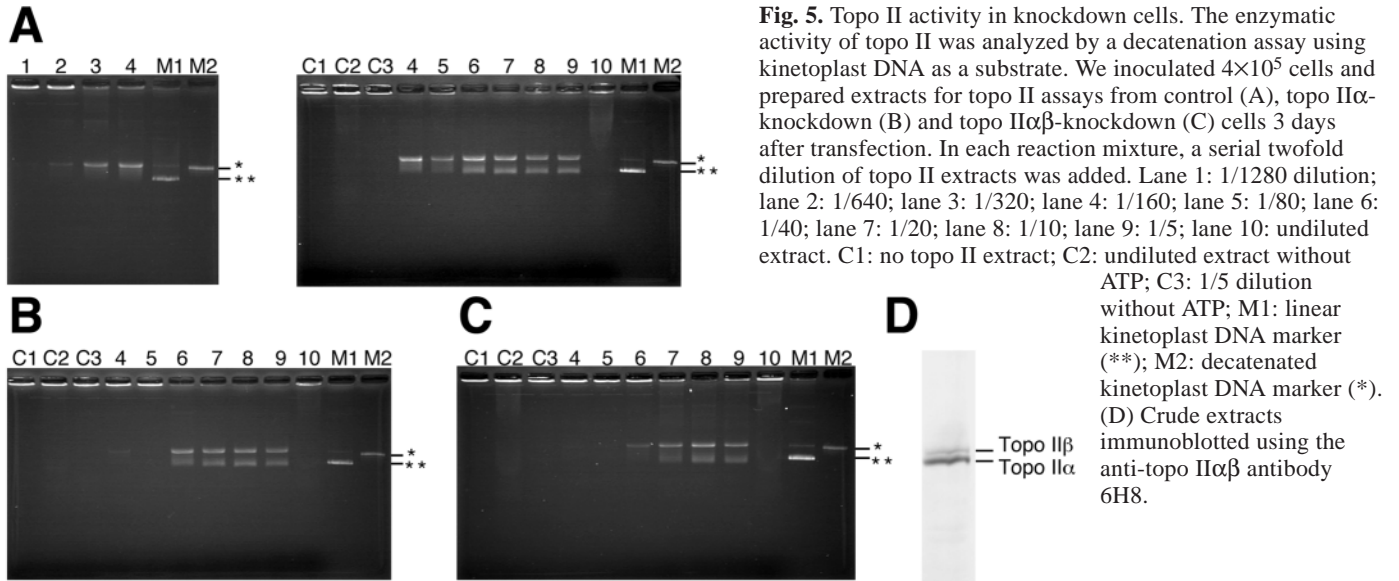 A
1 2 3 4 M1 M2
*
**
C1 C2 C3 4 5 6 7 8 9 10 M1 M2
*
**
Fig. 5. Topo II activity in knockdown cells. The enzymatic
activity of topo II was analyzed by a decatenation assay using
kinetoplast DNA as a substrate. We inoculated 4×10⁵ cells and
prepared extracts for topo II assays from control (A), topo IIα-
knockdown (B) and topo IIαβ-knockdown (C) cells 3 days
after transfection. In each reaction mixture, a serial twofold
dilution of topo II extracts was added. Lane 1: 1/1280 dilution;
lane 2: 1/640; lane 3: 1/320; lane 4: 1/160; lane 5: 1/80; lane 6:
1/40; lane 7: 1/20; lane 8: 1/10; lane 9: 1/5; lane 10: undiluted
extract. C1: no topo II extract; C2: undiluted extract without
ATP; C3: 1/5 dilution
without ATP; M1: linear
kinetoplast DNA marker
(**); M2: decatenated
kinetoplast DNA marker (*).
(D) Crude extracts
immunoblotted using the
anti-topo IIαβ antibody
6H8.
B
C1 C2 C3 4 5 6 7 8 9 10 M1 M2
*
**
C
C1 C2 C3 4 5 6 7 8 9 10 M1 M2
*
**
D
Topo IIβ
Topo IIα